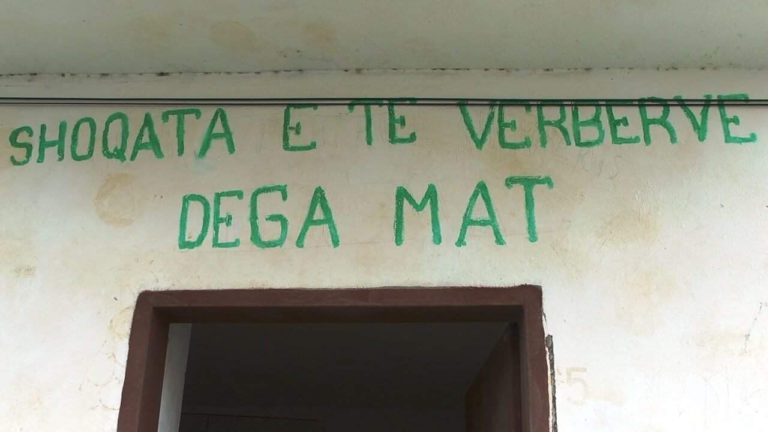 SHOQATA E TE VERBERVE
DEGA MAT